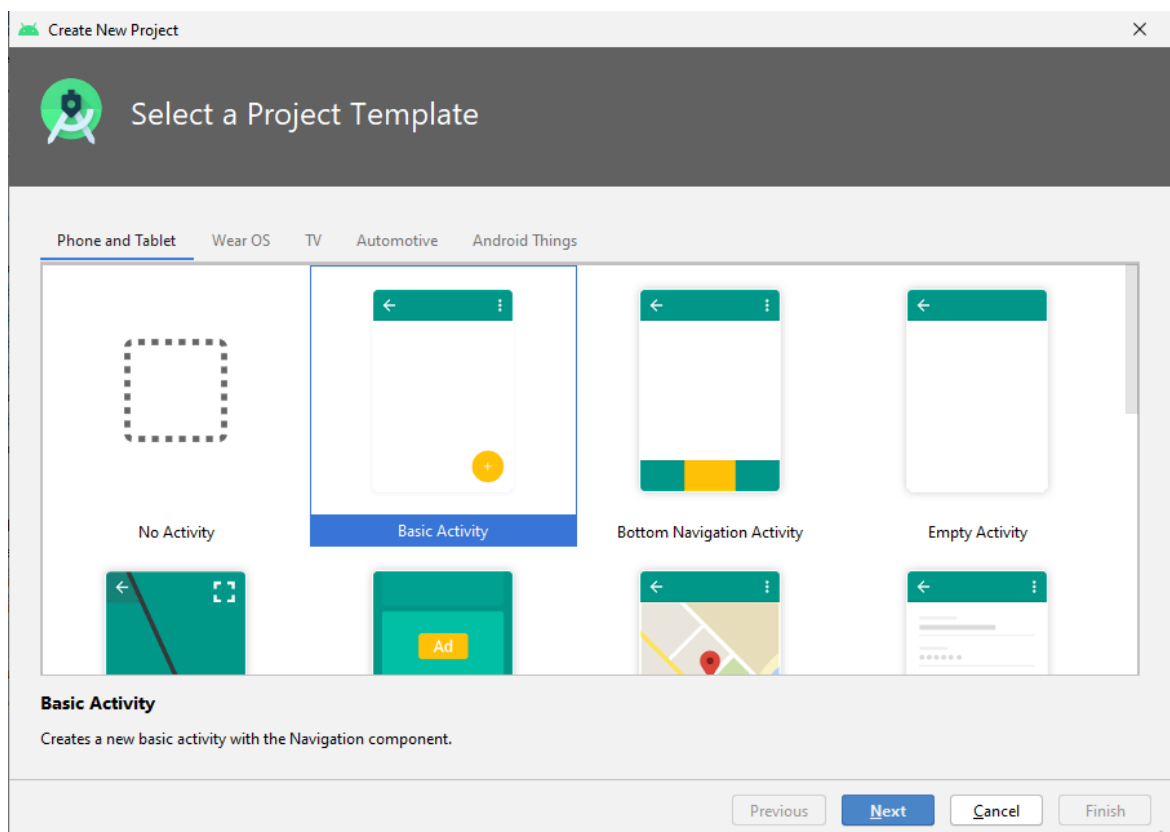 Create New Project
Select a Project Template
Phone and Tablet Wear OS TV Automotive Android Things
No Activity Basic Activity Bottom Navigation Activity Empty Activity
Ad
Basic Activity
Creates a new basic activity with the Navigation component.
Previous Next Cancel Finish